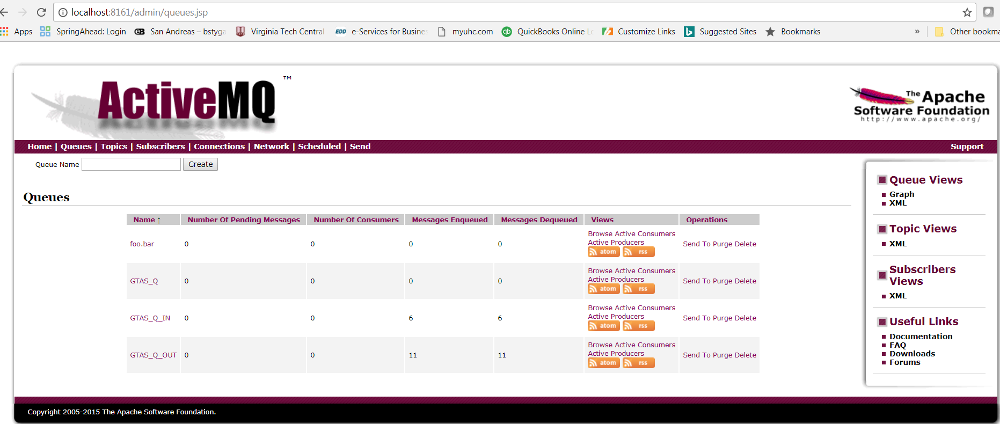 localhost:8161/admin/queues.jsp
Apps SpringAhead: Login San Andreas – bstyga Virginia Tech Central EDD e-Services for Busines myuhc.com qb QuickBooks Online Lo Customize Links Suggested Sites Bookmarks » Other bookma
ActiveMQ ™
The Apache
Software Foundation
http://www.apache.org/
Home | Queues | Topics | Subscribers | Connections | Network | Scheduled | Send Support
Queue Name Create
Queues
Name ↑ Number Of Pending Messages Number Of Consumers Messages Enqueued Messages Dequeued Views Operations
foo.bar 0 0 0 0 Browse Active Consumers
Active Producers
atom rss Send To Purge Delete
GTAS_Q 0 0 0 0 Browse Active Consumers
Active Producers
atom rss Send To Purge Delete
GTAS_Q_IN 0 0 6 6 Browse Active Consumers
Active Producers
atom rss Send To Purge Delete
GTAS_Q_OUT 0 0 11 11 Browse Active Consumers
Active Producers
atom rss Send To Purge Delete
Queue Views
Graph
XML
Topic Views
XML
Subscribers
Views
XML
Useful Links
Documentation
FAQ
Downloads
Forums
Copyright 2005-2015 The Apache Software Foundation.